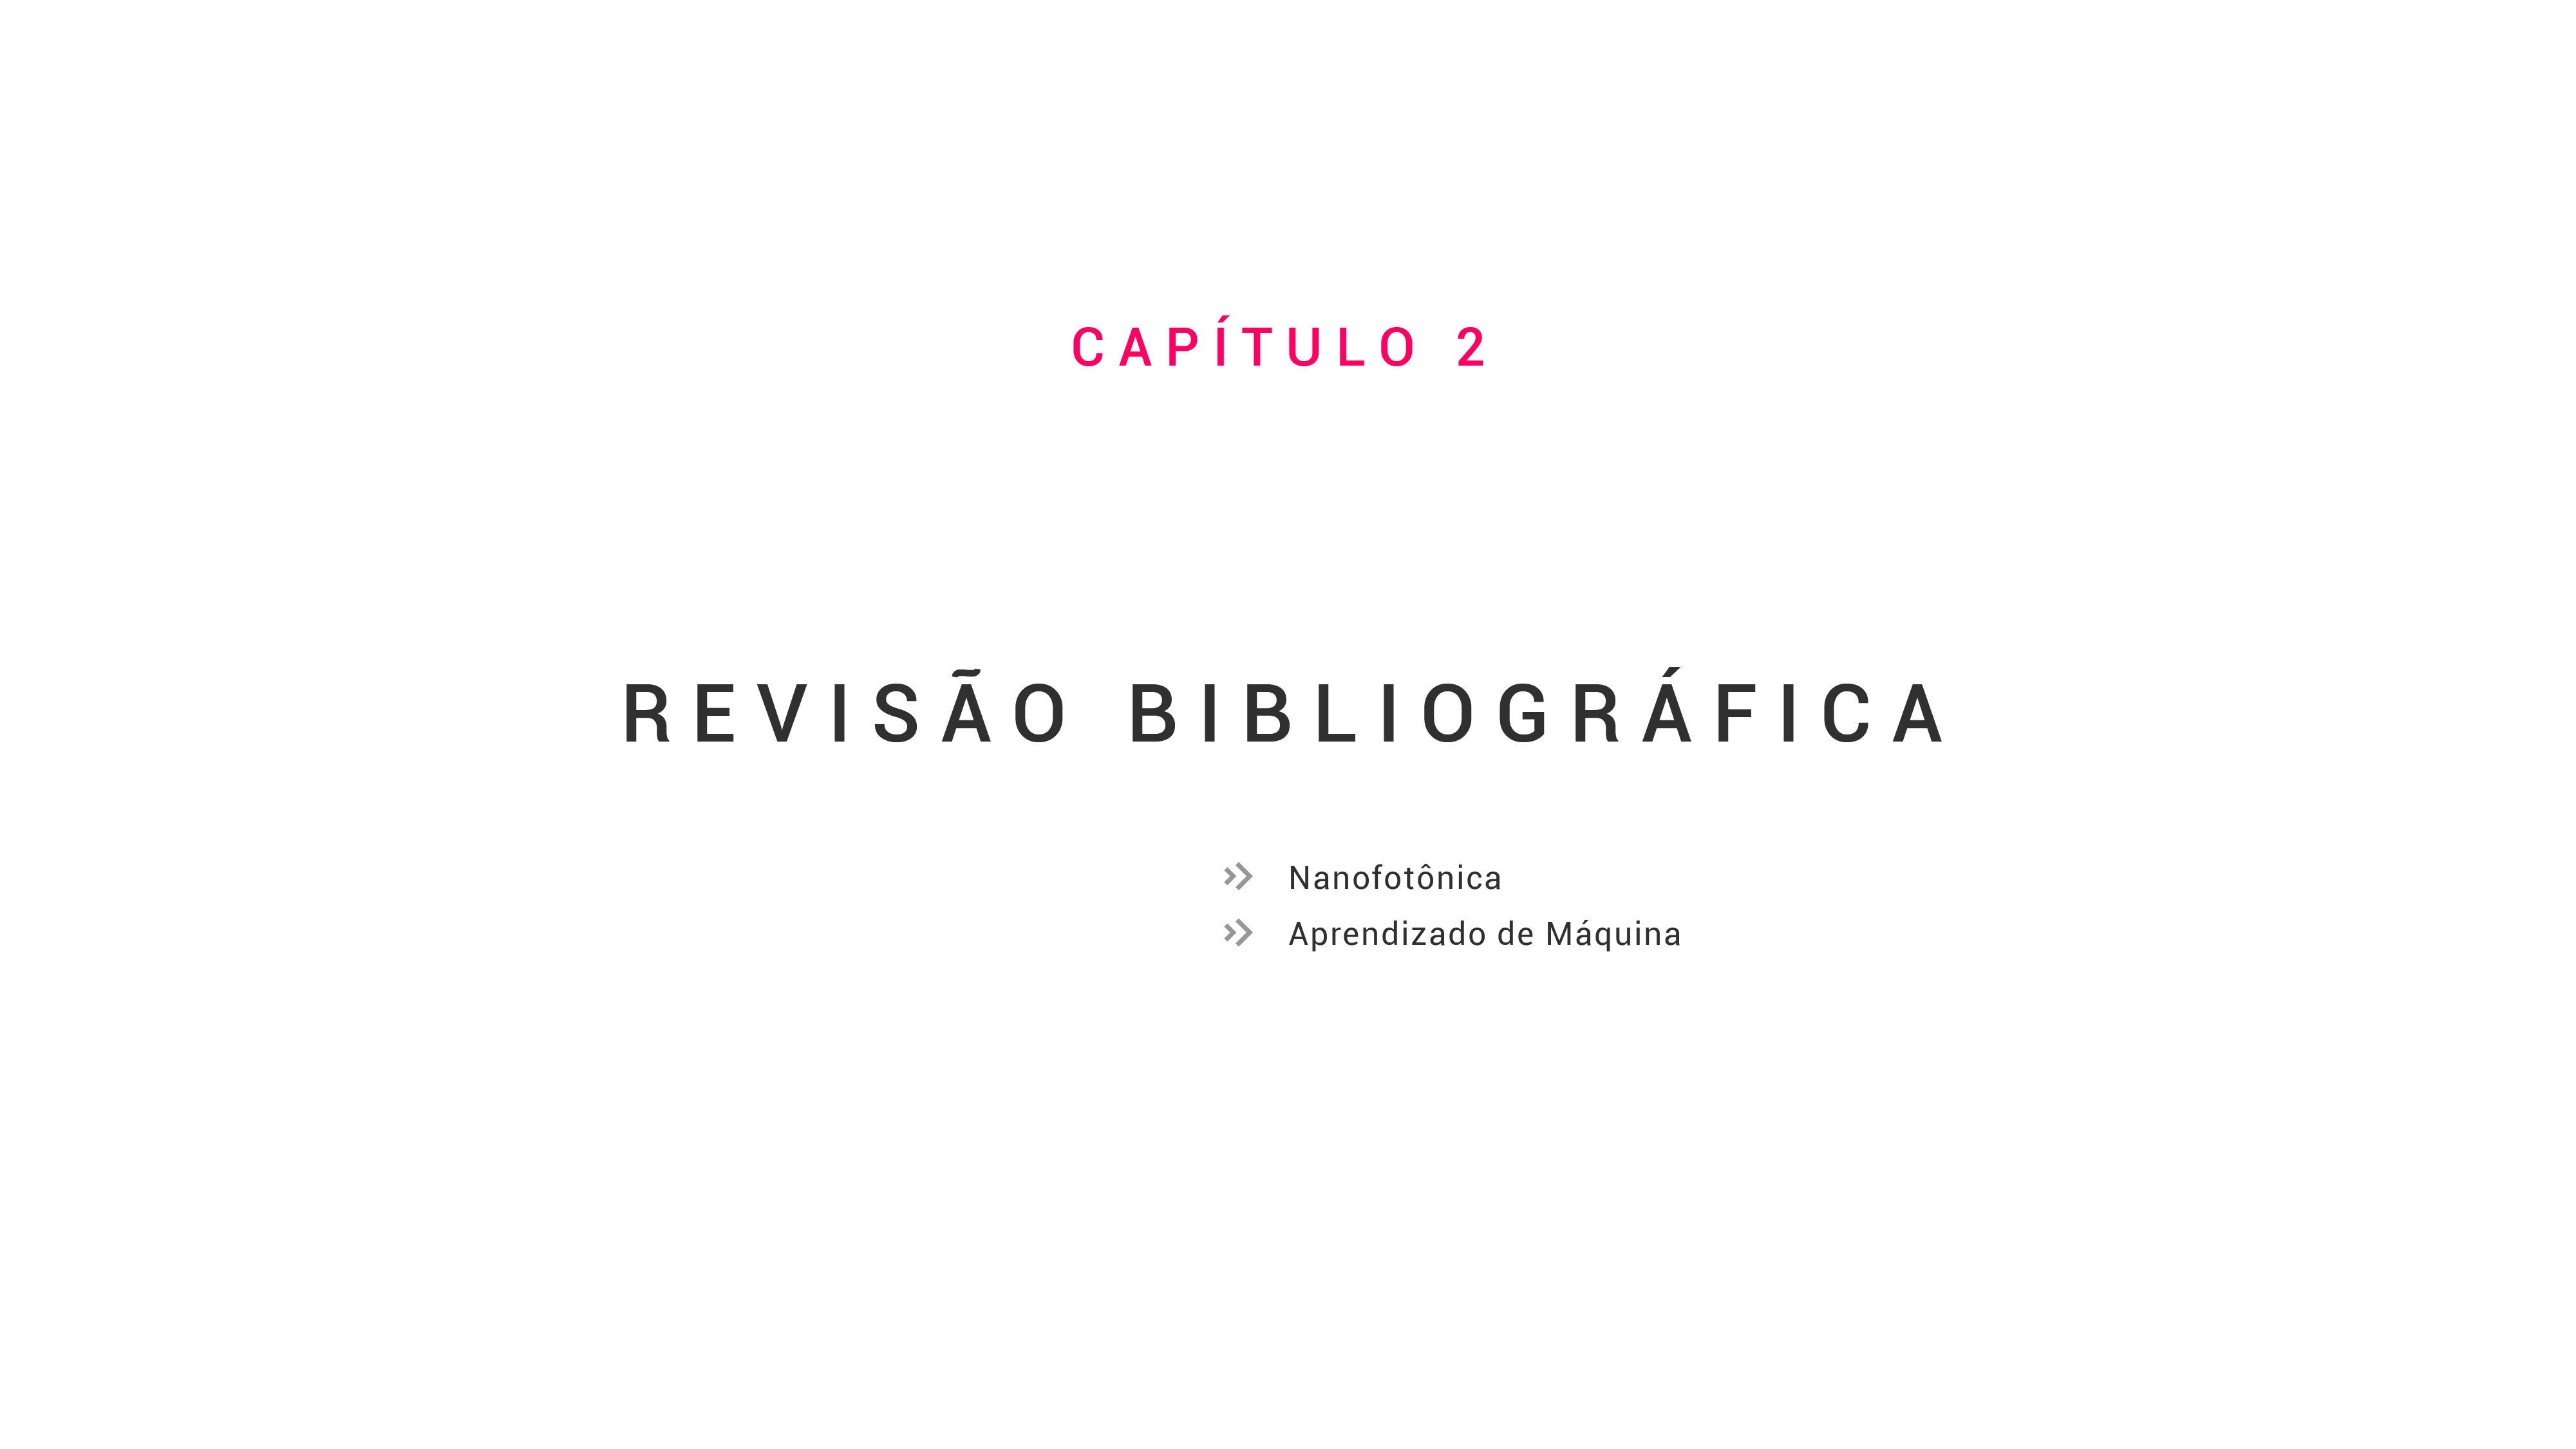 CAPÍTULO 2
REVISÃO BIBLIOGRÁFICA
Nanofotônica
Aprendizado de Máquina